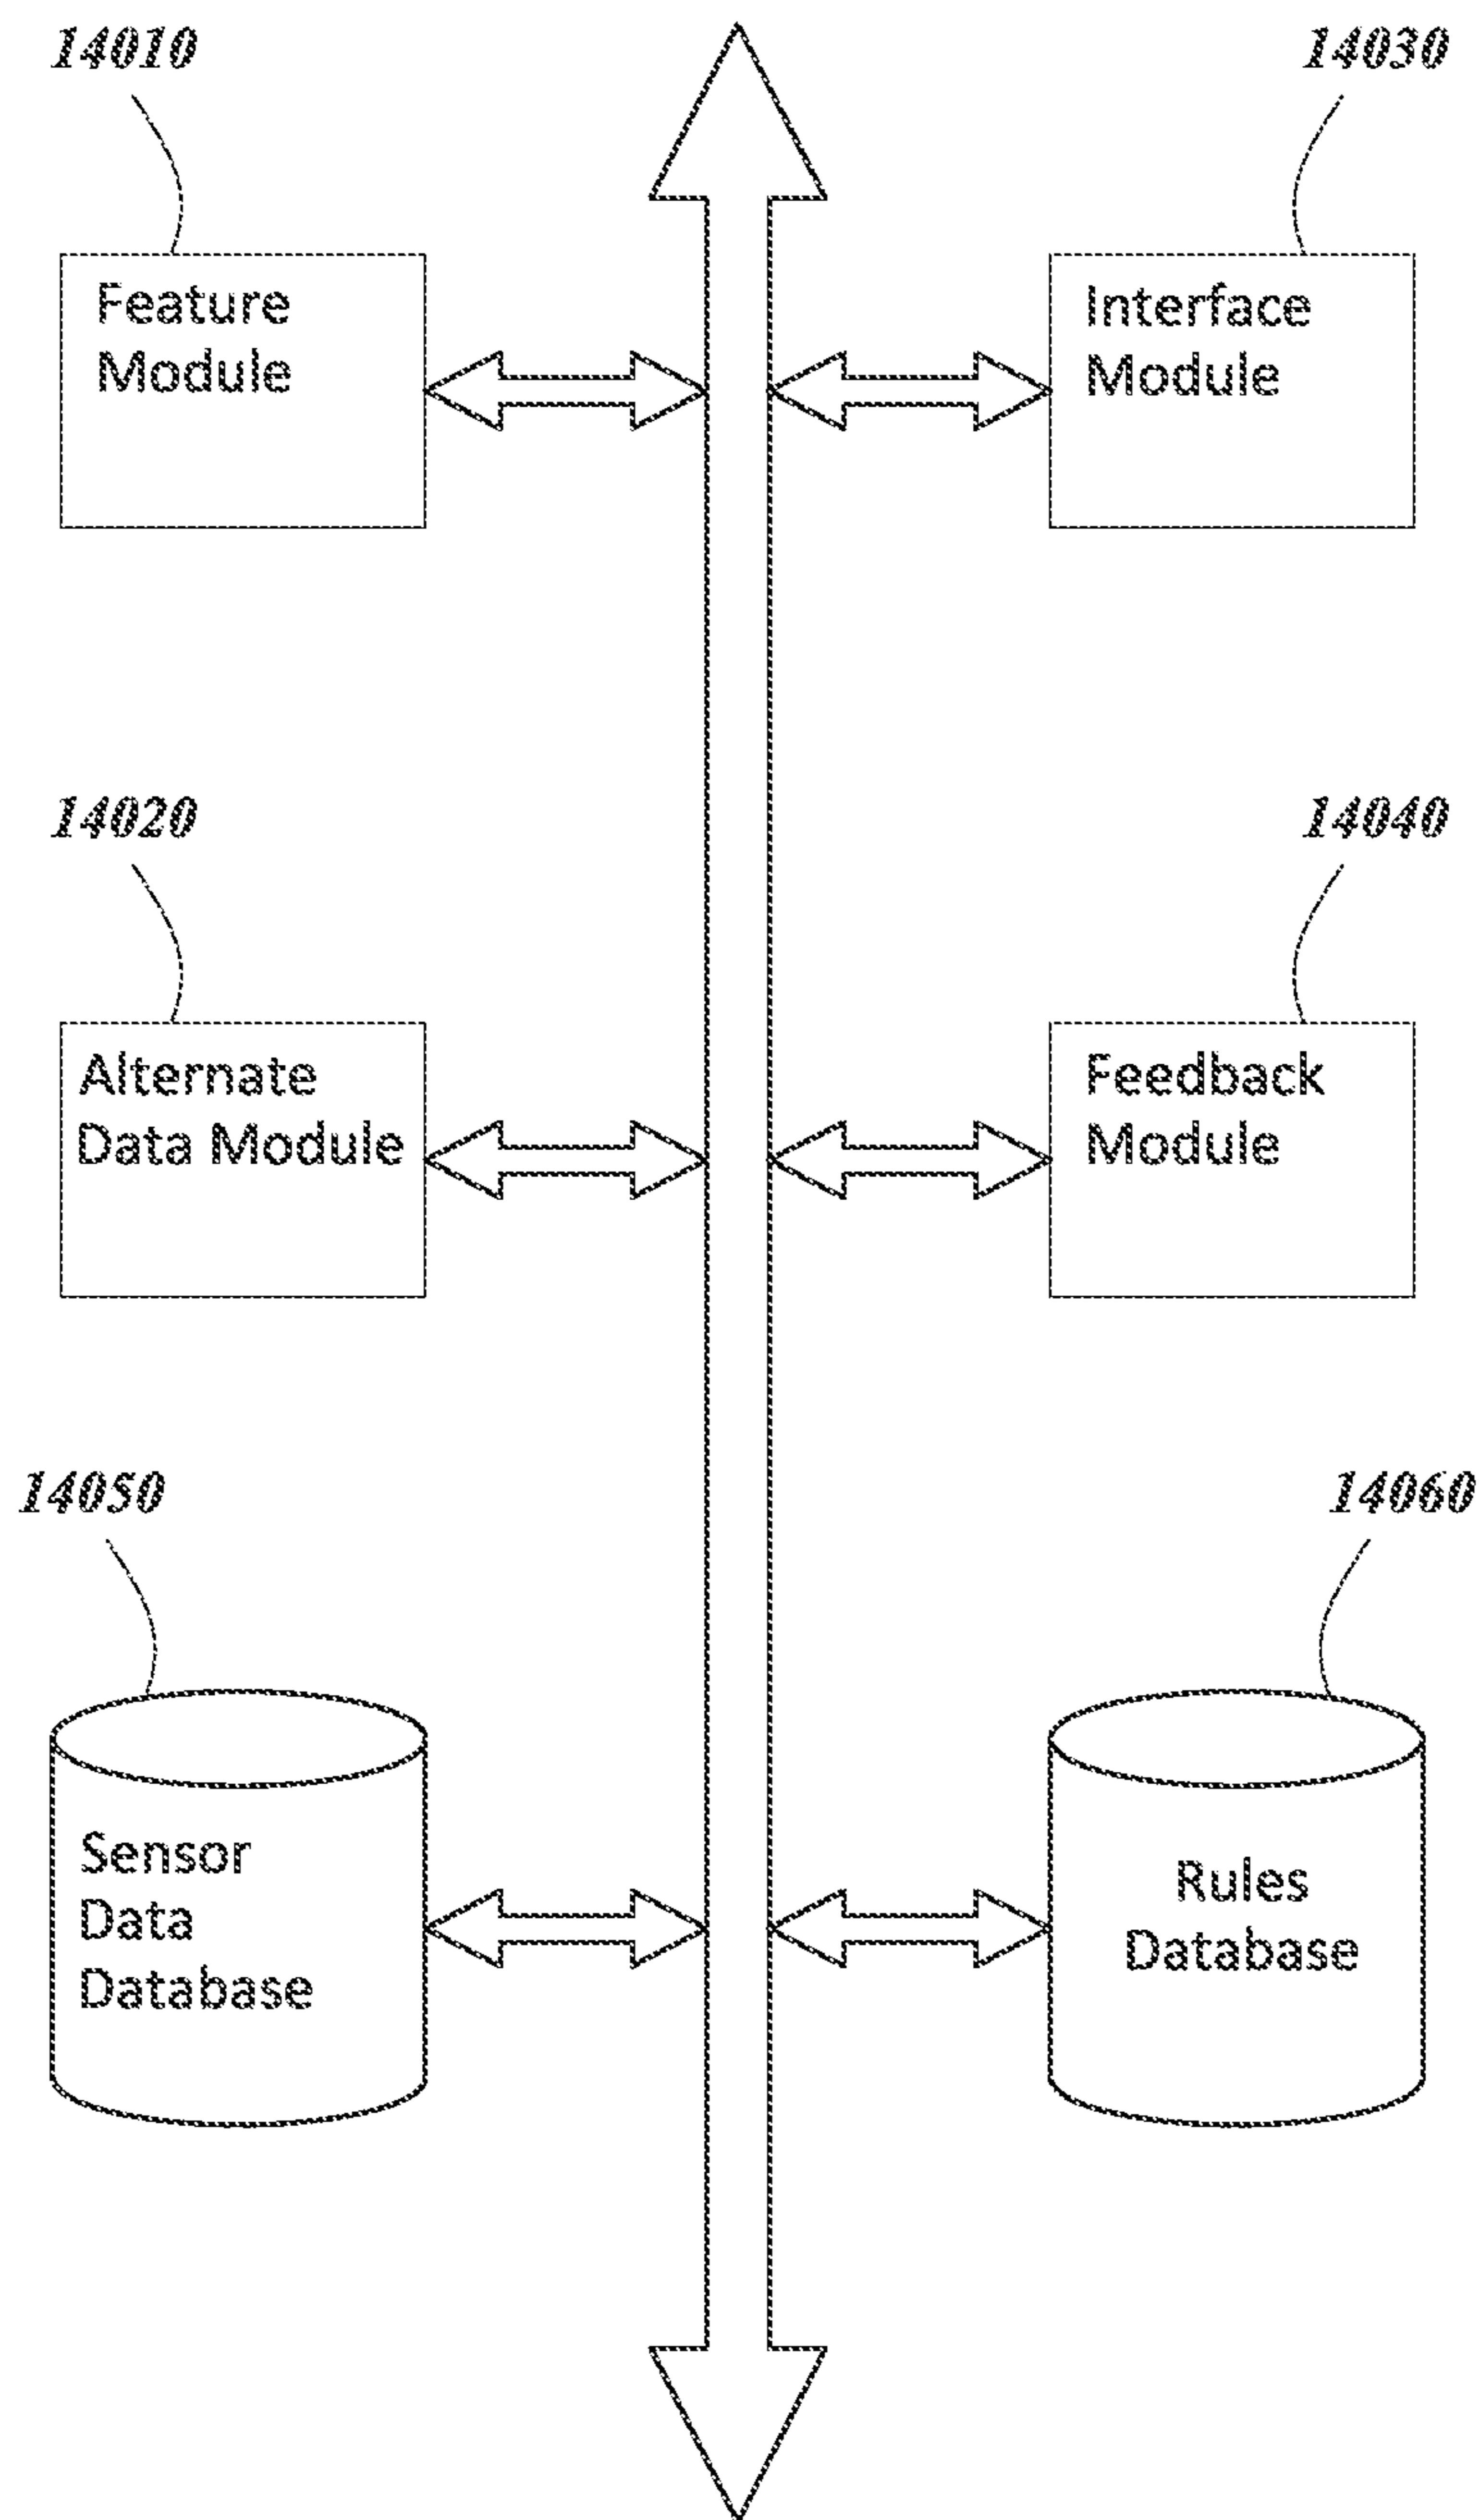 14010
14030
Feature
Module
Interface
Module
14020
14040
Alternate
Data Module
Feedback
Module
14050
14060
Sensor
Data
Database
Rules
Database